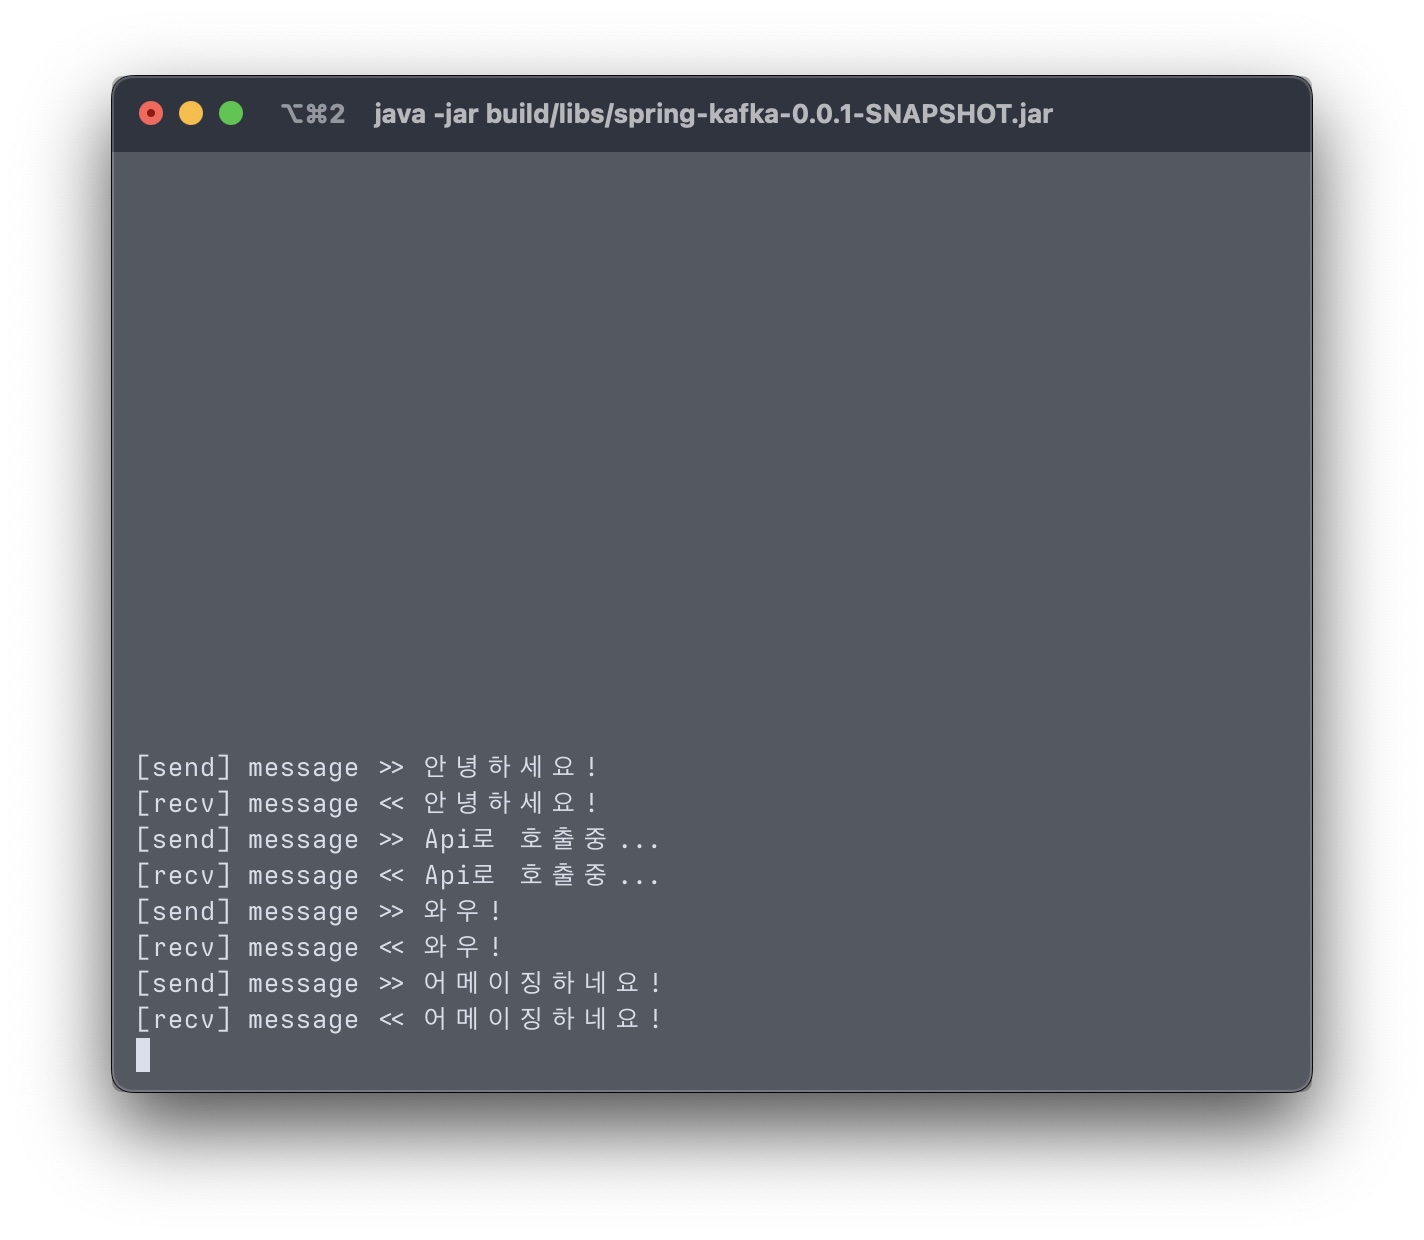 ⌥⌘2 java -jar build/libs/spring-kafka-0.0.1-SNAPSHOT.jar
[send] message >> 안녕하세요!
[recv] message << 안녕하세요!
[send] message >> Api로 호출중...
[recv] message << Api로 호출중...
[send] message >> 와우!
[recv] message << 와우!
[send] message >> 어메이징하네요!
[recv] message << 어메이징하네요!